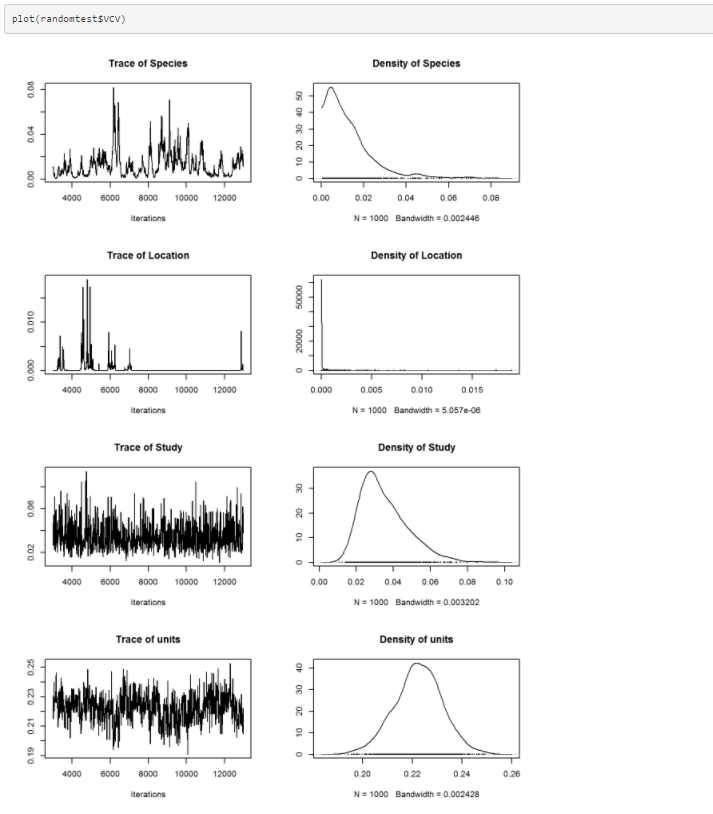 plot(randomtest$VCV)
Trace of Species
0.00 0.04 0.08
4000 6000 8000 10000 12000
Iterations
Density of Species
0 10 20 30 40 50
0.00 0.02 0.04 0.06 0.08
N = 1000 Bandwidth = 0.002446
Trace of Location
0.000 0.010
4000 6000 8000 10000 12000
Iterations
Density of Location
0 20000 50000
0.000 0.005 0.010 0.015
N = 1000 Bandwidth = 5.057e-06
Trace of Study
0.02 0.06
4000 6000 8000 10000 12000
Iterations
Density of Study
0 10 20 30
0.00 0.02 0.04 0.06 0.08 0.10
N = 1000 Bandwidth = 0.003202
Trace of units
0.19 0.21 0.23 0.25
4000 6000 8000 10000 12000
Iterations
Density of units
0 10 20 30 40
0.20 0.22 0.24 0.26
N = 1000 Bandwidth = 0.002428